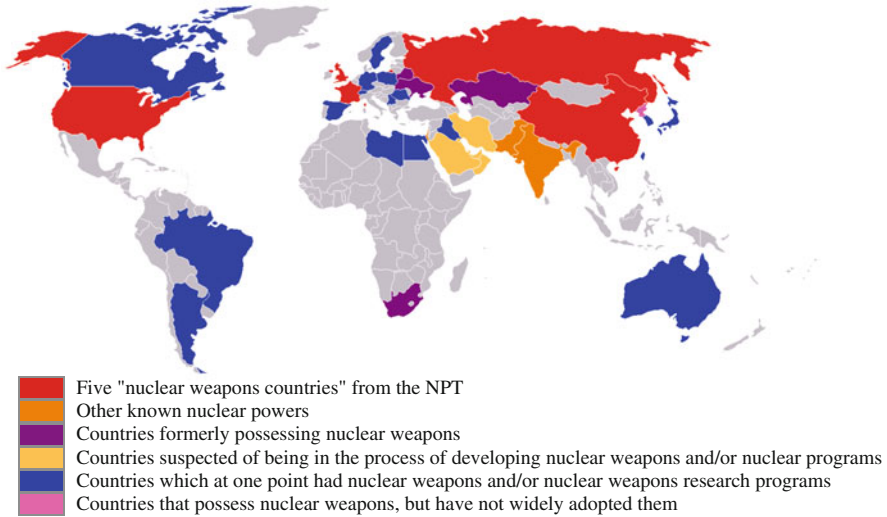 Five "nuclear weapons countries" from the NPT
Other known nuclear powers
Countries formerly possessing nuclear weapons
Countries suspected of being in the process of developing nuclear weapons and/or nuclear programs
Countries which at one point had nuclear weapons and/or nuclear weapons research programs
Countries that possess nuclear weapons, but have not widely adopted them